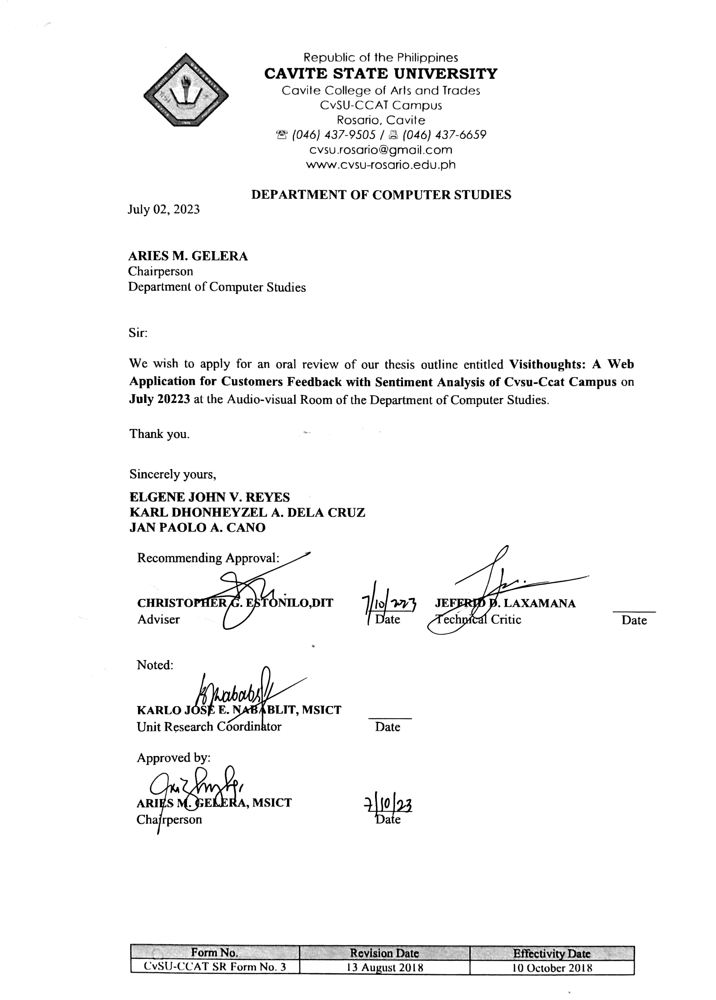 Republic of the Philippines
CAVITE STATE UNIVERSITY
Cavite College of Arts and Trades
CvSU-CCAT Campus
Rosario, Cavite
☏ (046) 437-9505 / 🖷 (046) 437-6659
cvsu.rosario@gmail.com
www.cvsu-rosario.edu.ph
DEPARTMENT OF COMPUTER STUDIES
July 02, 2023
ARIES M. GELERA
Chairperson
Department of Computer Studies
Sir:
We wish to apply for an oral review of our thesis outline entitled Visithoughts: A Web
Application for Customers Feedback with Sentiment Analysis of Cvsu-Ccat Campus on
July 20223 at the Audio-visual Room of the Department of Computer Studies.
Thank you.
Sincerely yours,
ELGENE JOHN V. REYES
KARL DHONHEYZEL A. DELA CRUZ
JAN PAOLO A. CANO
Recommending Approval:
7/10/2023
CHRISTOPHER G. ESTONILO,DIT JEFERD D. LAXAMANA
Adviser Date Technical Critic Date
Noted:
KARLO JOSE E. NABABLIT, MSICT
Unit Research Coordinator Date
Approved by:
ARIES M. GELERA, MSICT 7/10/23
Chairperson Date
Form No. Revision Date Effectivity Date
CvSU-CCAT SR Form No. 3 13 August 2018 10 October 2018